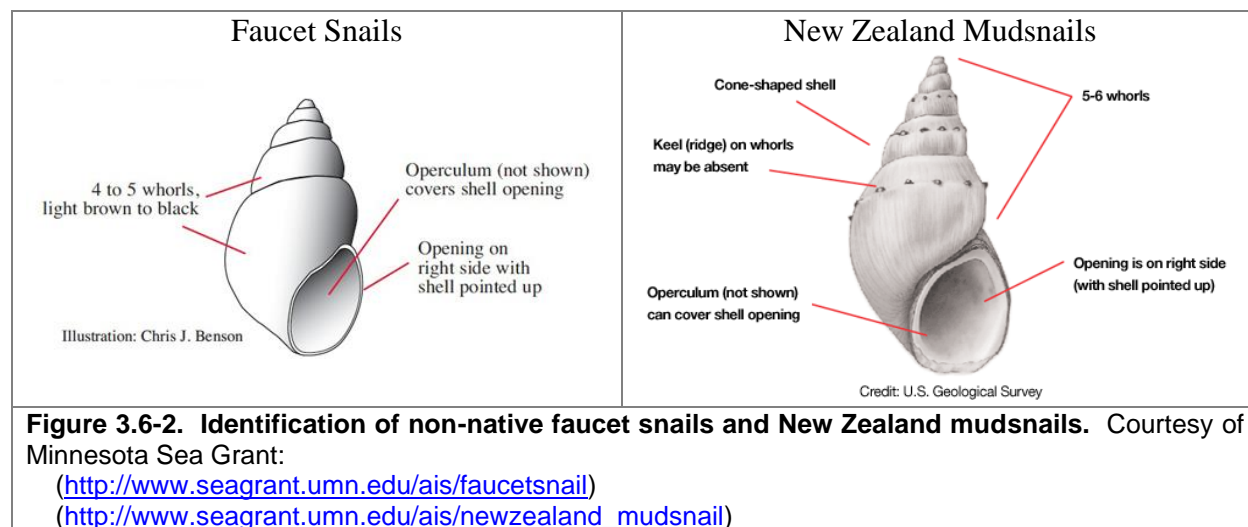 Faucet Snails
4 to 5 whorls,
light brown to black
Operculum (not shown)
covers shell opening
Opening on
right side with
shell pointed up
Illustration: Chris J. Benson
New Zealand Mudsnails
Cone-shaped shell
5-6 whorls
Keel (ridge) on whorls
may be absent
Opening is on right side
(with shell pointed up)
Operculum (not shown)
can cover shell opening
Credit: U.S. Geological Survey
Figure 3.6-2. Identification of non-native faucet snails and New Zealand mudsnails. Courtesy of
Minnesota Sea Grant:
(http://www.seagrant.umn.edu/ais/faucetsnail)
(http://www.seagrant.umn.edu/ais/newzealand_mudsnail)